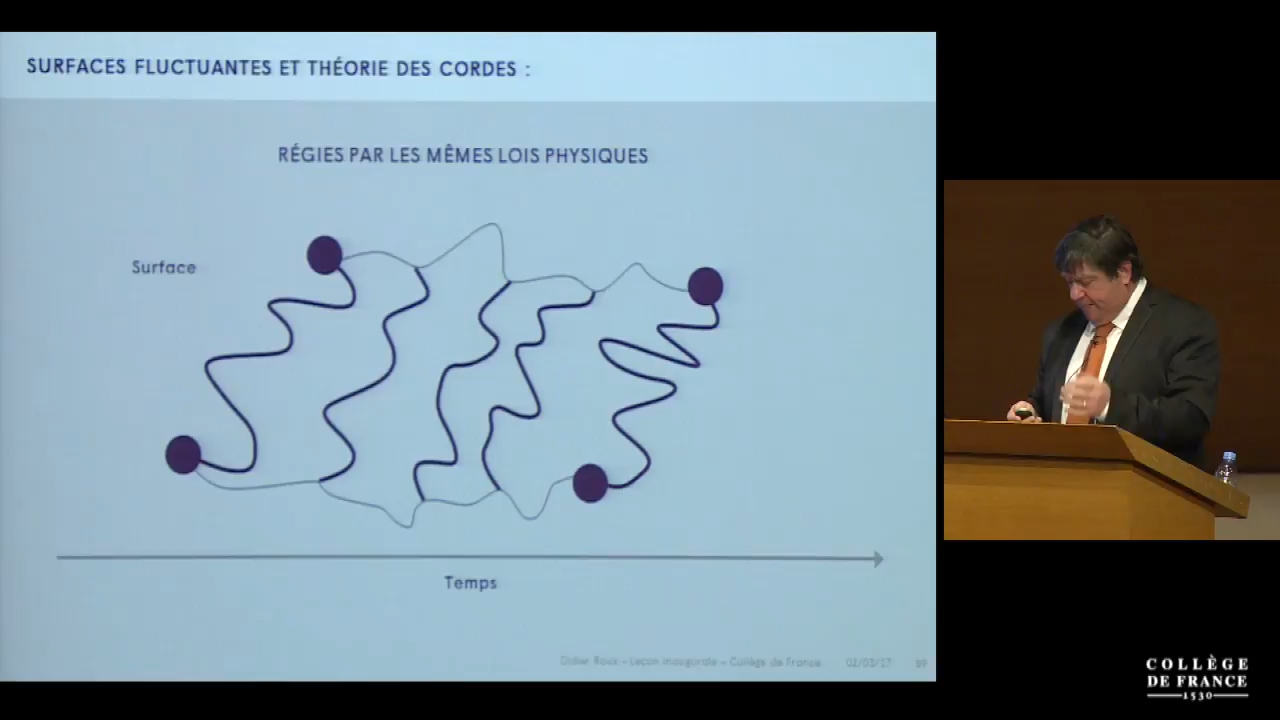 SURFACES FLUCTUANTES ET THÉORIE DES CORDES :
RÉGIES PAR LES MÊMES LOIS PHYSIQUES
Surface
Temps
Didier Roux – Leçon inaugurale – Collège de France 02/03/17 59
COLLÈGE
DE FRANCE
1530